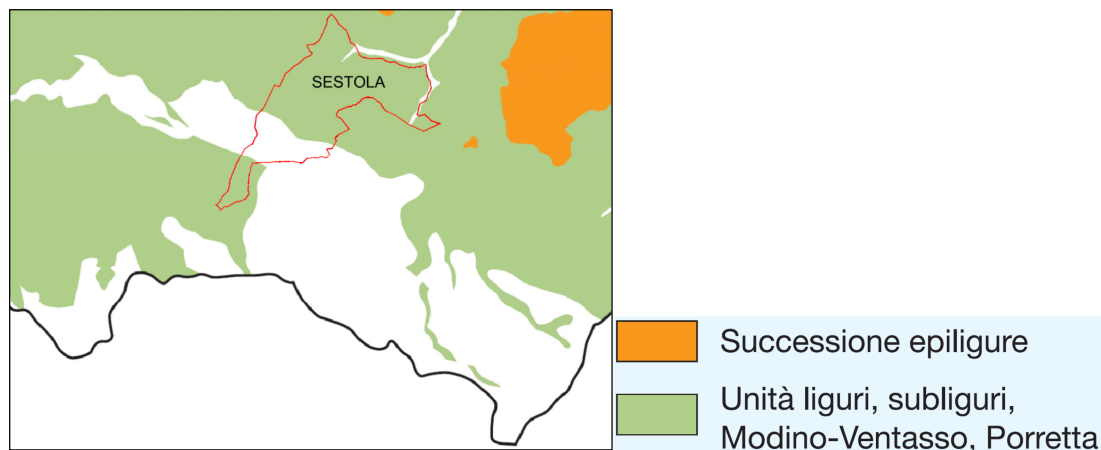 SESTOLA
Successione epiligure
Unità liguri, subliguri,
Modino-Ventasso, Porretta